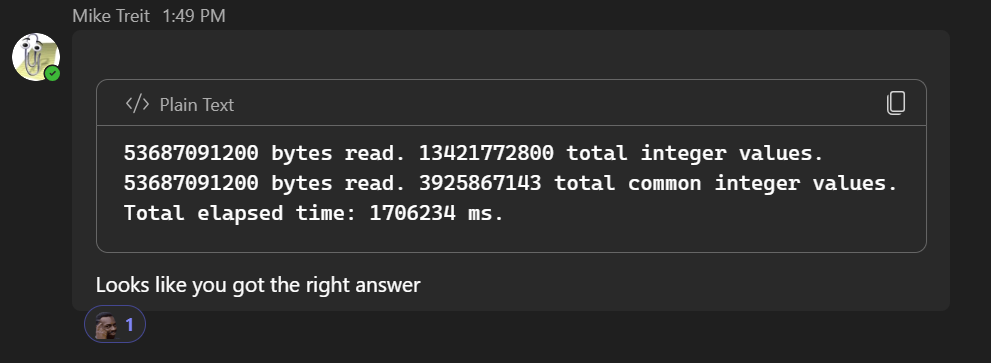 Mike Treit 1:49 PM
</> Plain Text
53687091200 bytes read. 13421772800 total integer values.
53687091200 bytes read. 3925867143 total common integer values.
Total elapsed time: 1706234 ms.
Looks like you got the right answer
1